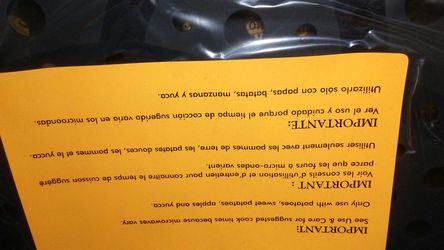 See Use & Care for suggested cook times because microwaves vary.
Only use with potatoes, sweet potatoes, apples and yucca
IMPORTANT :
Voir les conseils d'utilisation et d'entretien pour connaître le temps de cuisson suggéré
parce que les fours à micro-ondes varient.
Utiliser seulement avec les pommes de terre, les patates douces, les pommes et le yucca.
IMPORTANTE:
Ver el uso y cuidado porque el tiempo de cocción sugerido varía en los microondas.
Utilizarlo sólo con papas, batatas, manzanas y yuca.